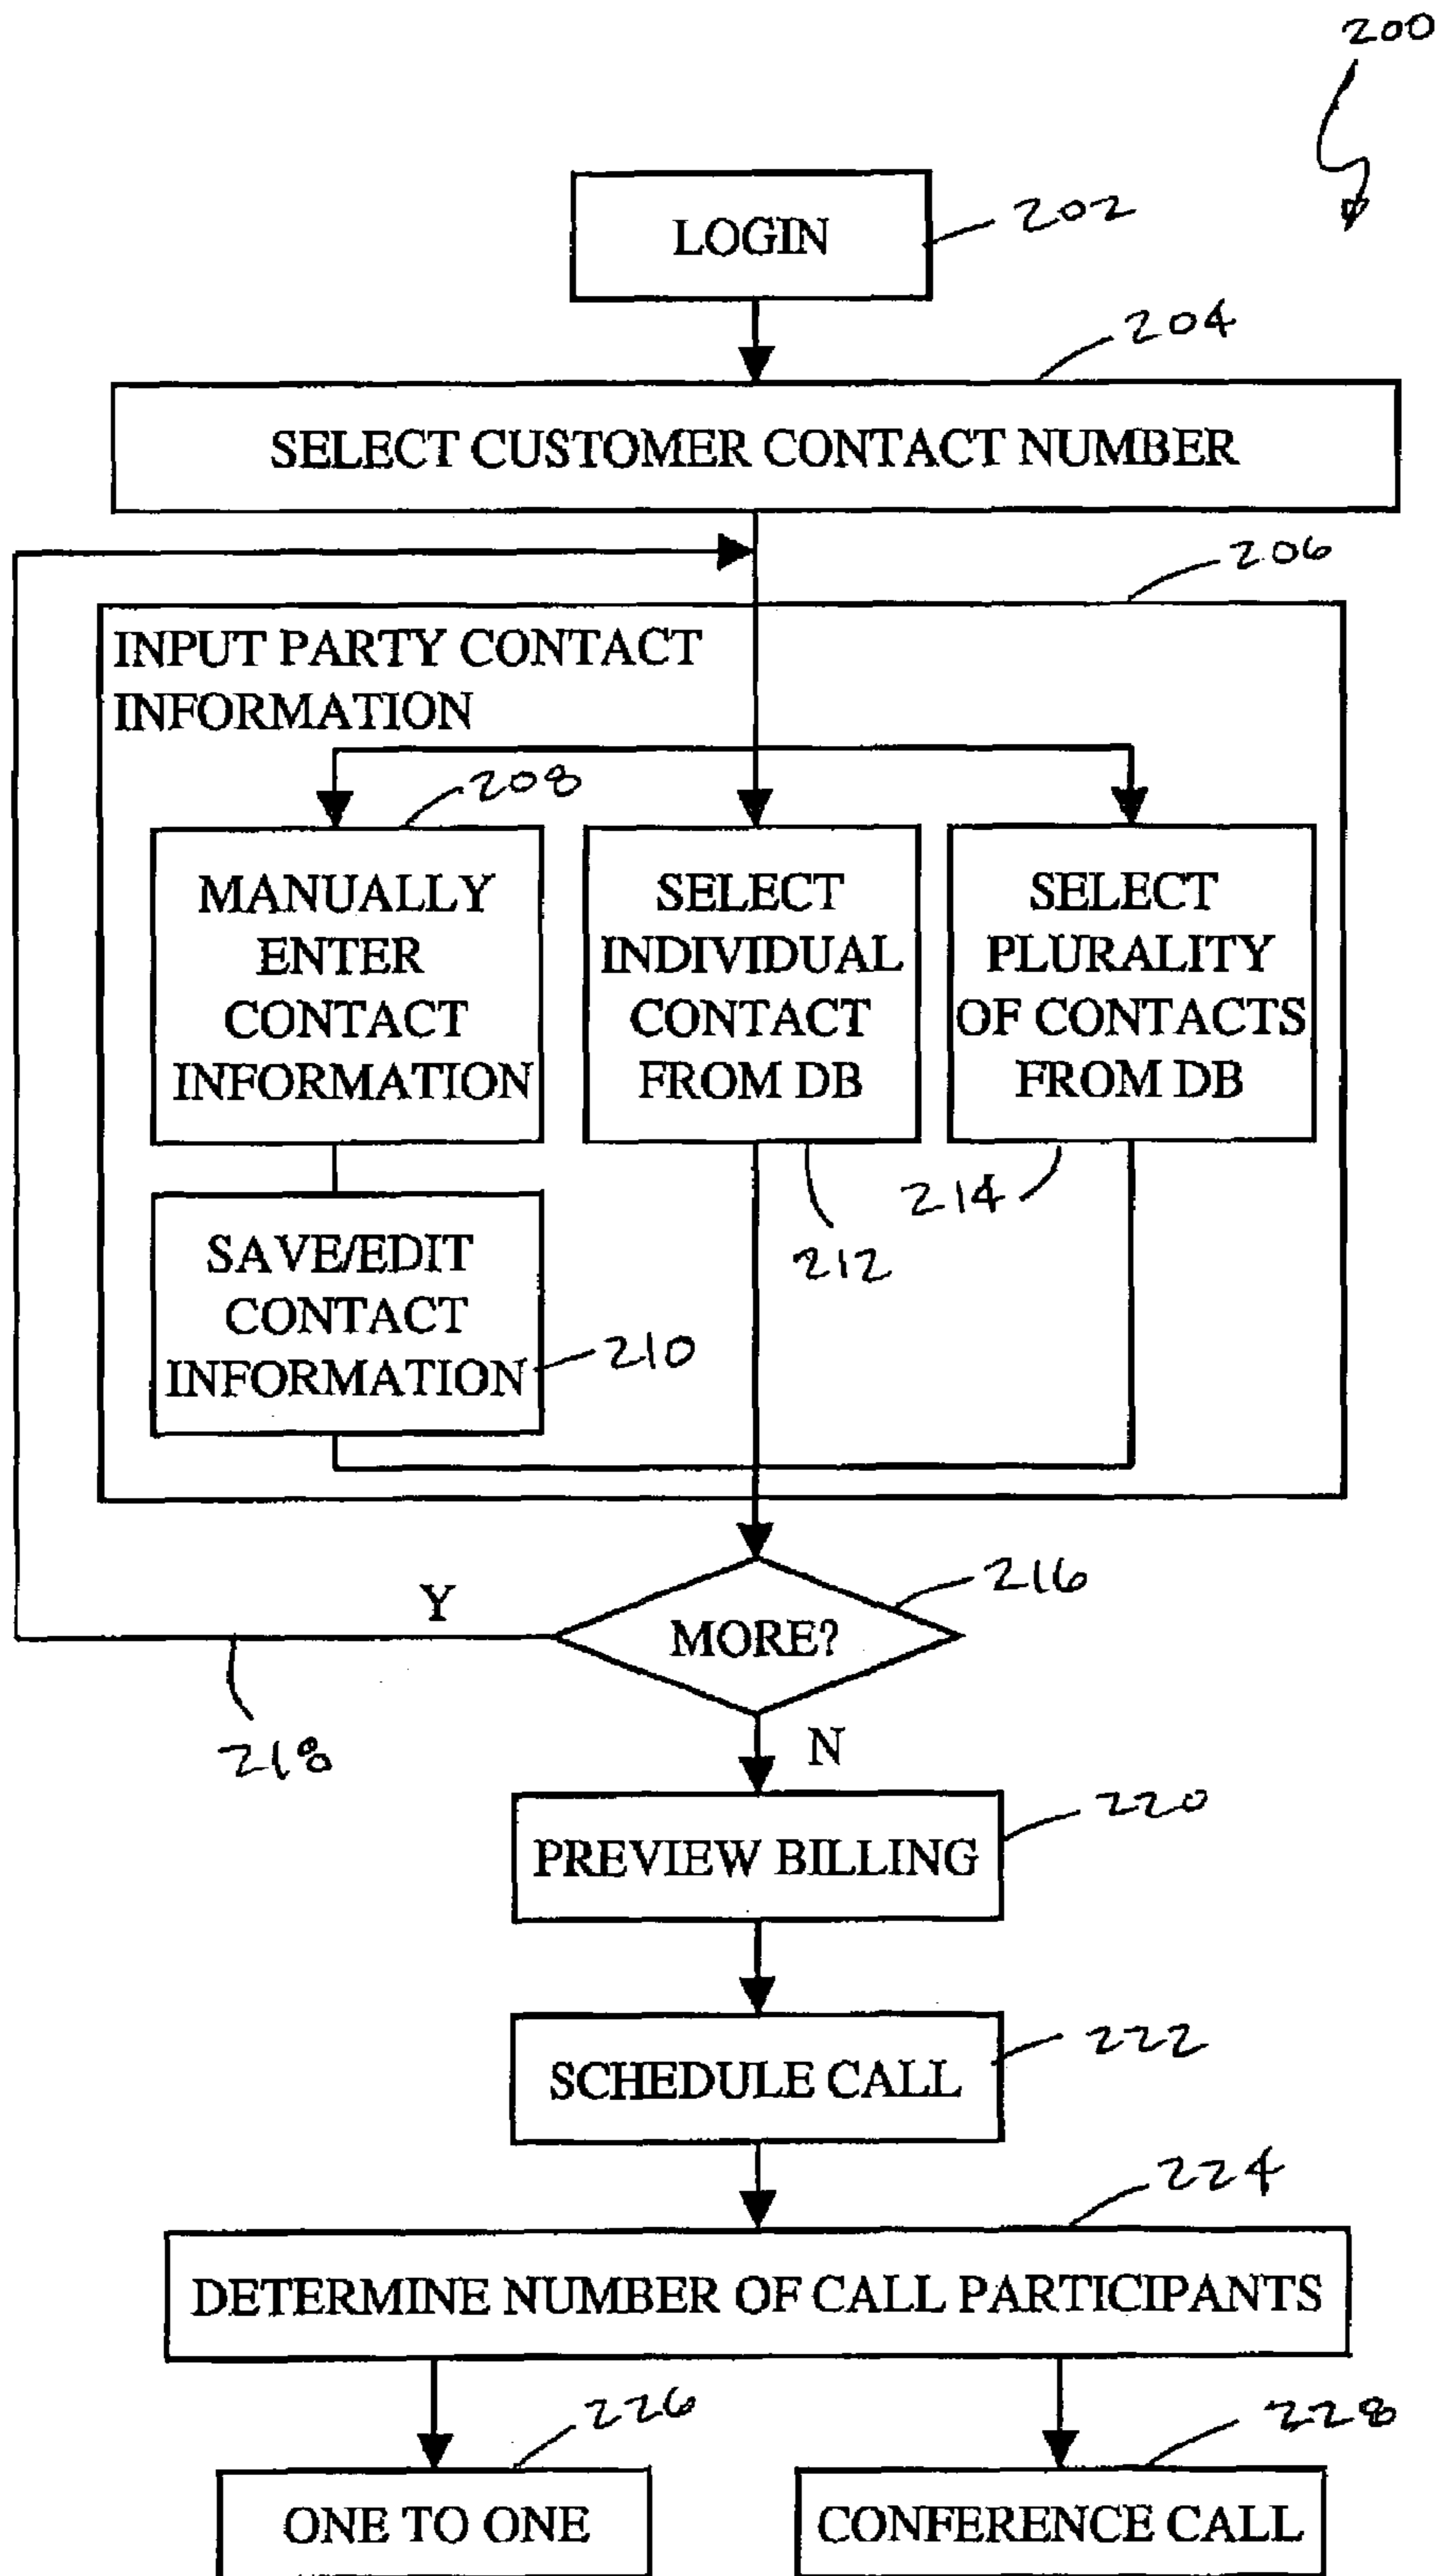 200
LOGIN
202
204
SELECT CUSTOMER CONTACT NUMBER
206
INPUT PARTY CONTACT
INFORMATION
208
MANUALLY
ENTER
CONTACT
INFORMATION
SELECT
INDIVIDUAL
CONTACT
FROM DB
SELECT
PLURALITY
OF CONTACTS
FROM DB
214
212
SAVE/EDIT
CONTACT
INFORMATION
210
216
Y
MORE?
218
N
220
PREVIEW BILLING
222
SCHEDULE CALL
224
DETERMINE NUMBER OF CALL PARTICIPANTS
226
228
ONE TO ONE
CONFERENCE CALL